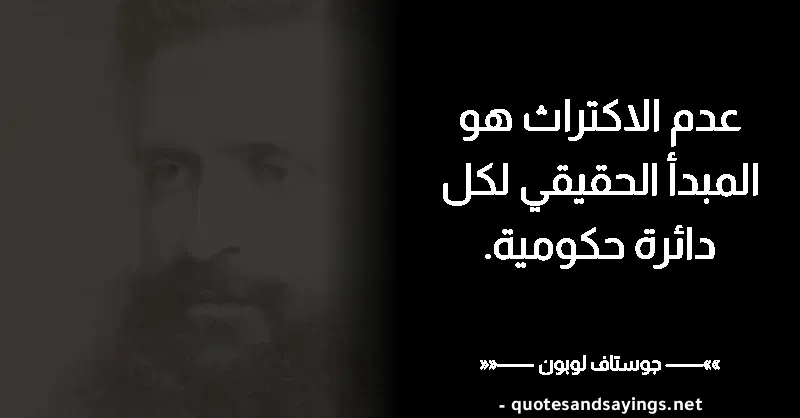 عدم الاكتراث هو
المبدأ الحقيقي لكل
دائرة حكومية.
»»—— جوستاف لوبون ——««
- quotesandsayings.net